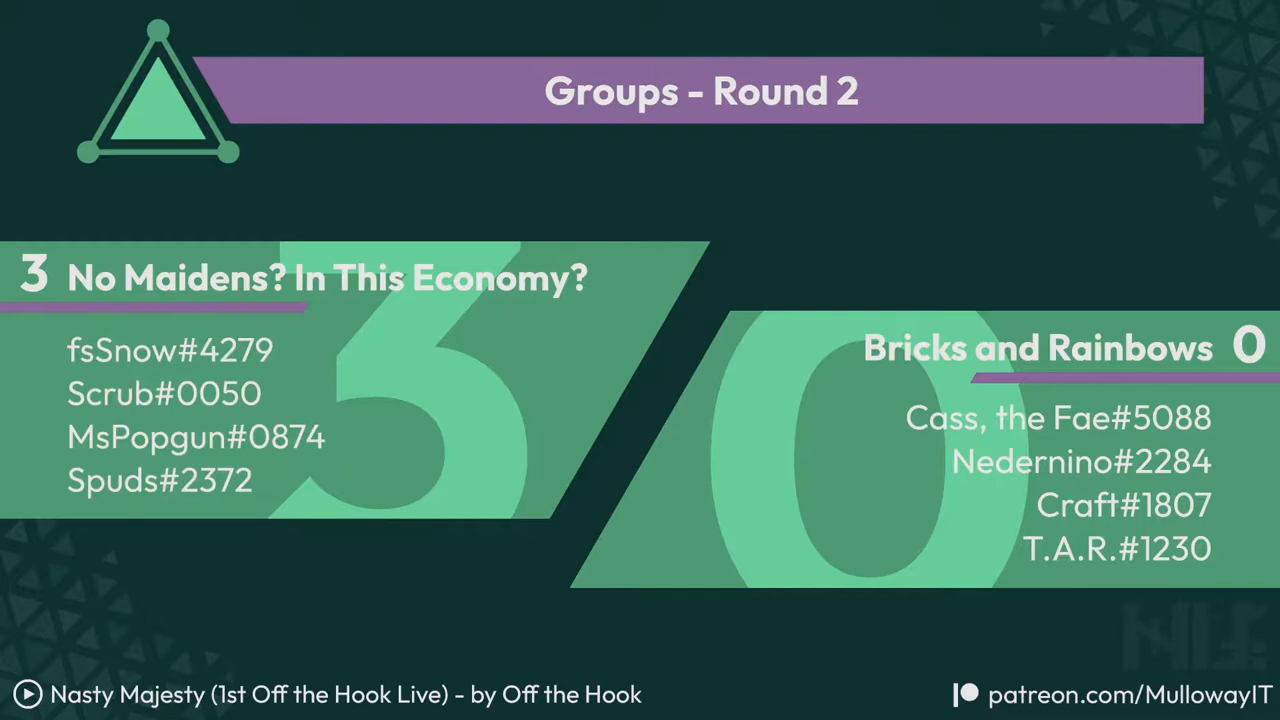 Groups - Round 2
3 No Maidens? In This Economy?
fsSnow#4279
Scrub#0050
MsPopgun#0874
Spuds#2372
3
Bricks and Rainbows 0
Cass, the Fae#5088
Nedernino#2284
Craft#1807
T.A.R.#1230
0
Nasty Majesty (1st Off the Hook Live) - by Off the Hook
patreon.com/MullowayIT